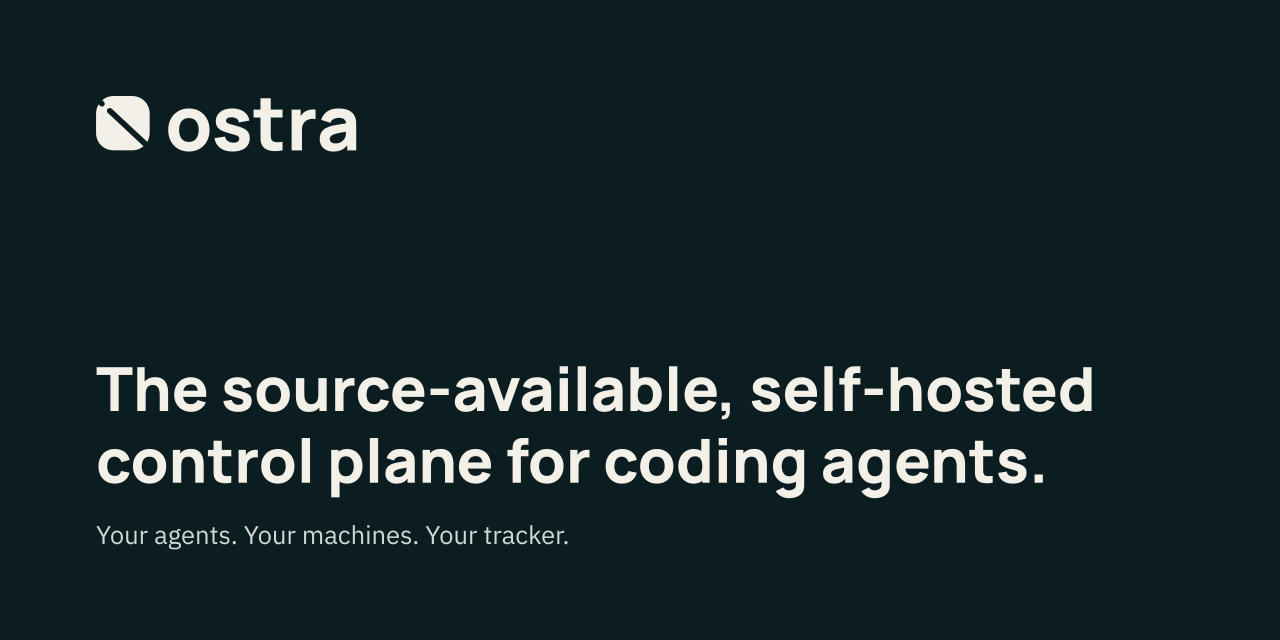 ostra
The source-available, self-hosted
control plane for coding agents.
Your agents. Your machines. Your tracker.